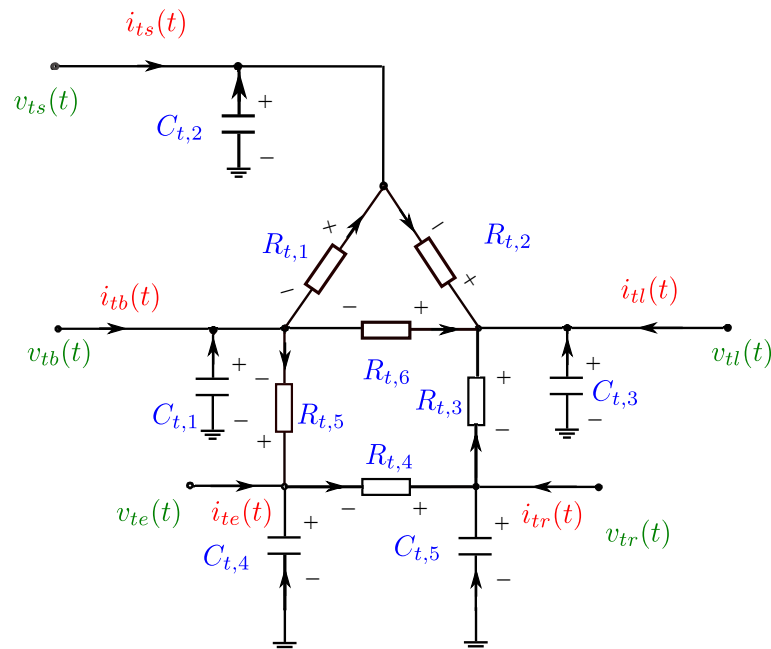 i_{ts}(t)
v_{ts}(t)
+
C_{t,2}
−
R_{t,1}
+
−
R_{t,2}
−
+
i_{tb}(t)
−
+
i_{tl}(t)
v_{tb}(t)
v_{tl}(t)
R_{t,6}
+
C_{t,1}
−
−
R_{t,5}
+
R_{t,3}
+
−
+
C_{t,3}
−
R_{t,4}
v_{te}(t)
i_{te}(t)
−
+
i_{tr}(t)
v_{tr}(t)
+
C_{t,4}
−
+
C_{t,5}
−